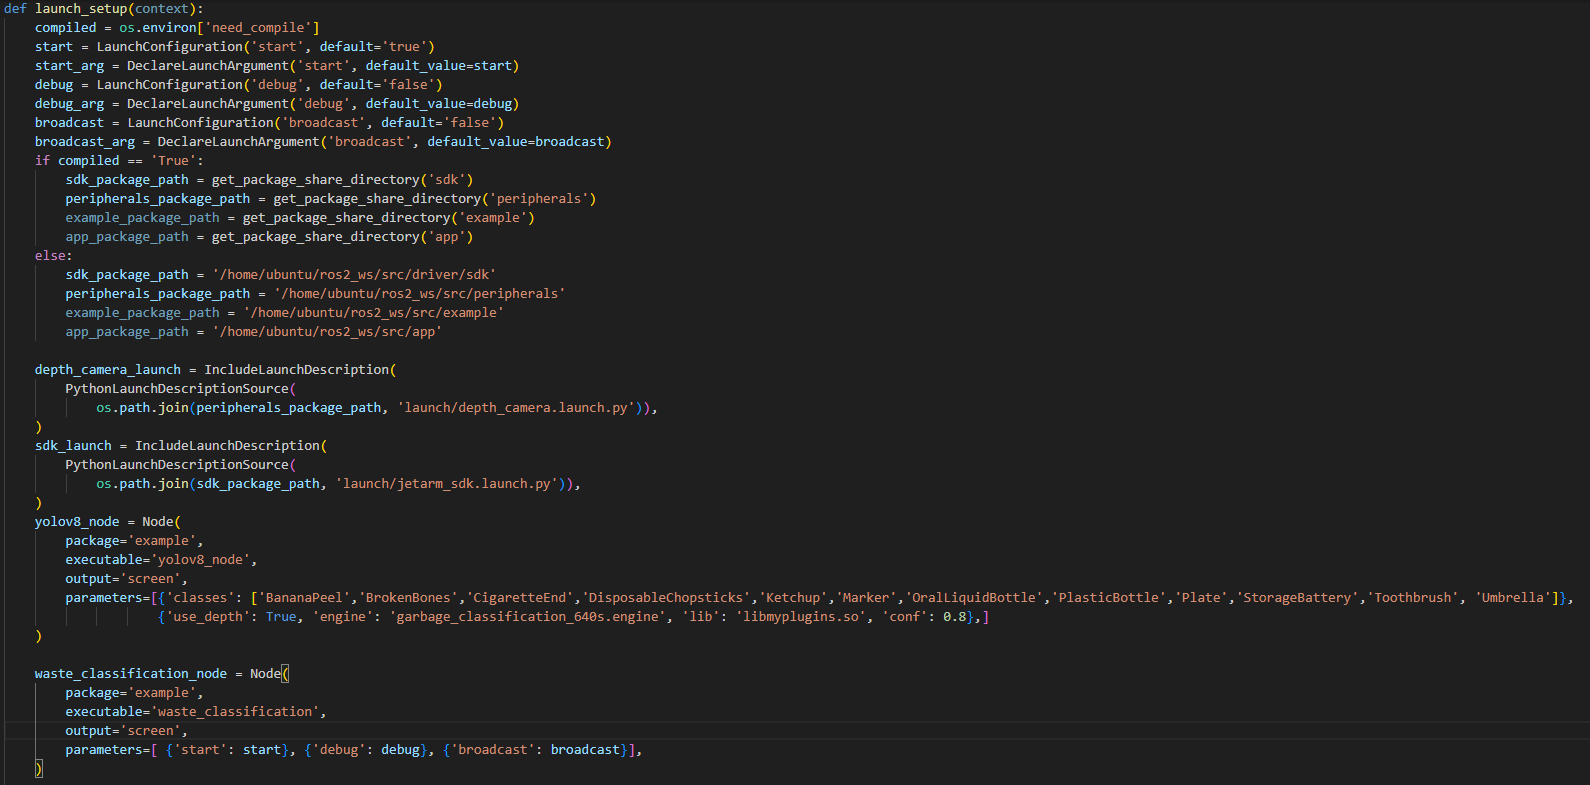 def launch_setup(context):
    compiled = os.environ['need_compile']
    start = LaunchConfiguration('start', default='true')
    start_arg = DeclareLaunchArgument('start', default_value=start)
    debug = LaunchConfiguration('debug', default='false')
    debug_arg = DeclareLaunchArgument('debug', default_value=debug)
    broadcast = LaunchConfiguration('broadcast', default='false')
    broadcast_arg = DeclareLaunchArgument('broadcast', default_value=broadcast)
    if compiled == 'True':
        sdk_package_path = get_package_share_directory('sdk')
        peripherals_package_path = get_package_share_directory('peripherals')
        example_package_path = get_package_share_directory('example')
        app_package_path = get_package_share_directory('app')
    else:
        sdk_package_path = '/home/ubuntu/ros2_ws/src/driver/sdk'
        peripherals_package_path = '/home/ubuntu/ros2_ws/src/peripherals'
        example_package_path = '/home/ubuntu/ros2_ws/src/example'
        app_package_path = '/home/ubuntu/ros2_ws/src/app'

    depth_camera_launch = IncludeLaunchDescription(
        PythonLaunchDescriptionSource(
            os.path.join(peripherals_package_path, 'launch/depth_camera.launch.py')),
    )
    sdk_launch = IncludeLaunchDescription(
        PythonLaunchDescriptionSource(
            os.path.join(sdk_package_path, 'launch/jetarm_sdk.launch.py')),
    )
    yolov8_node = Node(
        package='example',
        executable='yolov8_node',
        output='screen',
        parameters=[{'classes': ['BananaPeel','BrokenBones','CigaretteEnd','DisposableChopsticks','Ketchup','Marker','OralLiquidBottle','PlasticBottle','Plate','StorageBattery','Toothbrush', 'Umbrella']},
                    {'use_depth': True, 'engine': 'garbage_classification_640s.engine', 'lib': 'libmyplugins.so', 'conf': 0.8},]
    )

    waste_classification_node = Node(
        package='example',
        executable='waste_classification',
        output='screen',
        parameters=[ {'start': start}, {'debug': debug}, {'broadcast': broadcast}],
    )